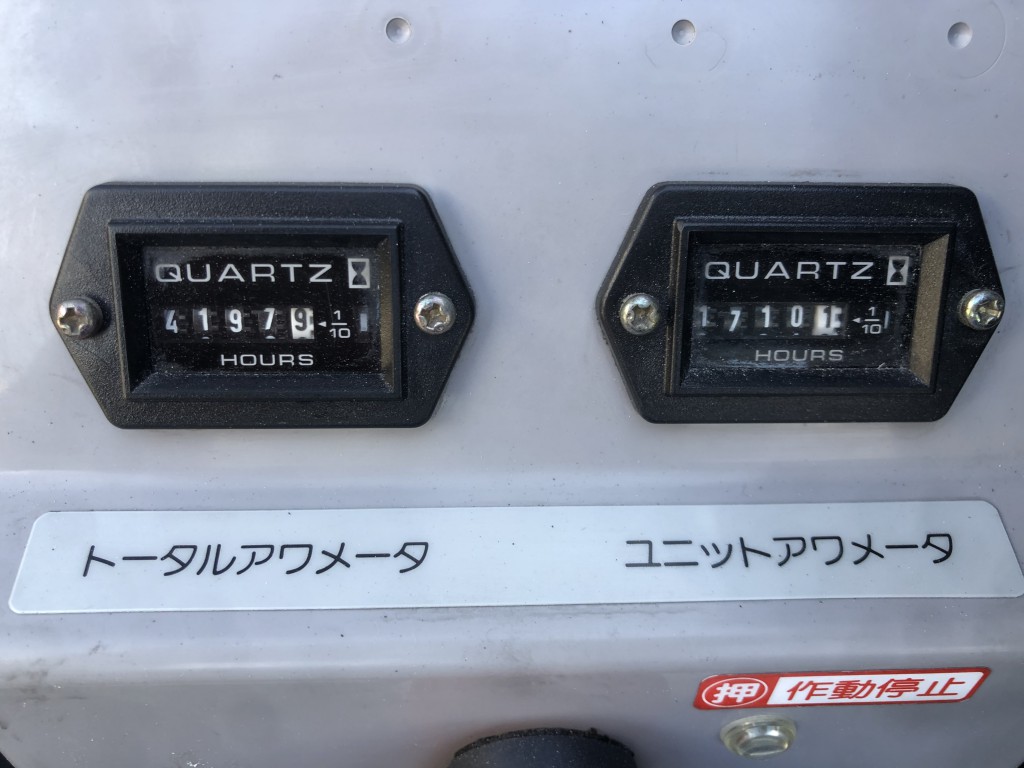 QUARTZ
41979 ◄1/10
HOURS
QUARTZ
17101 ◄1/10
HOURS
トータルアワメータ
ユニットアワメータ
押 作動停止